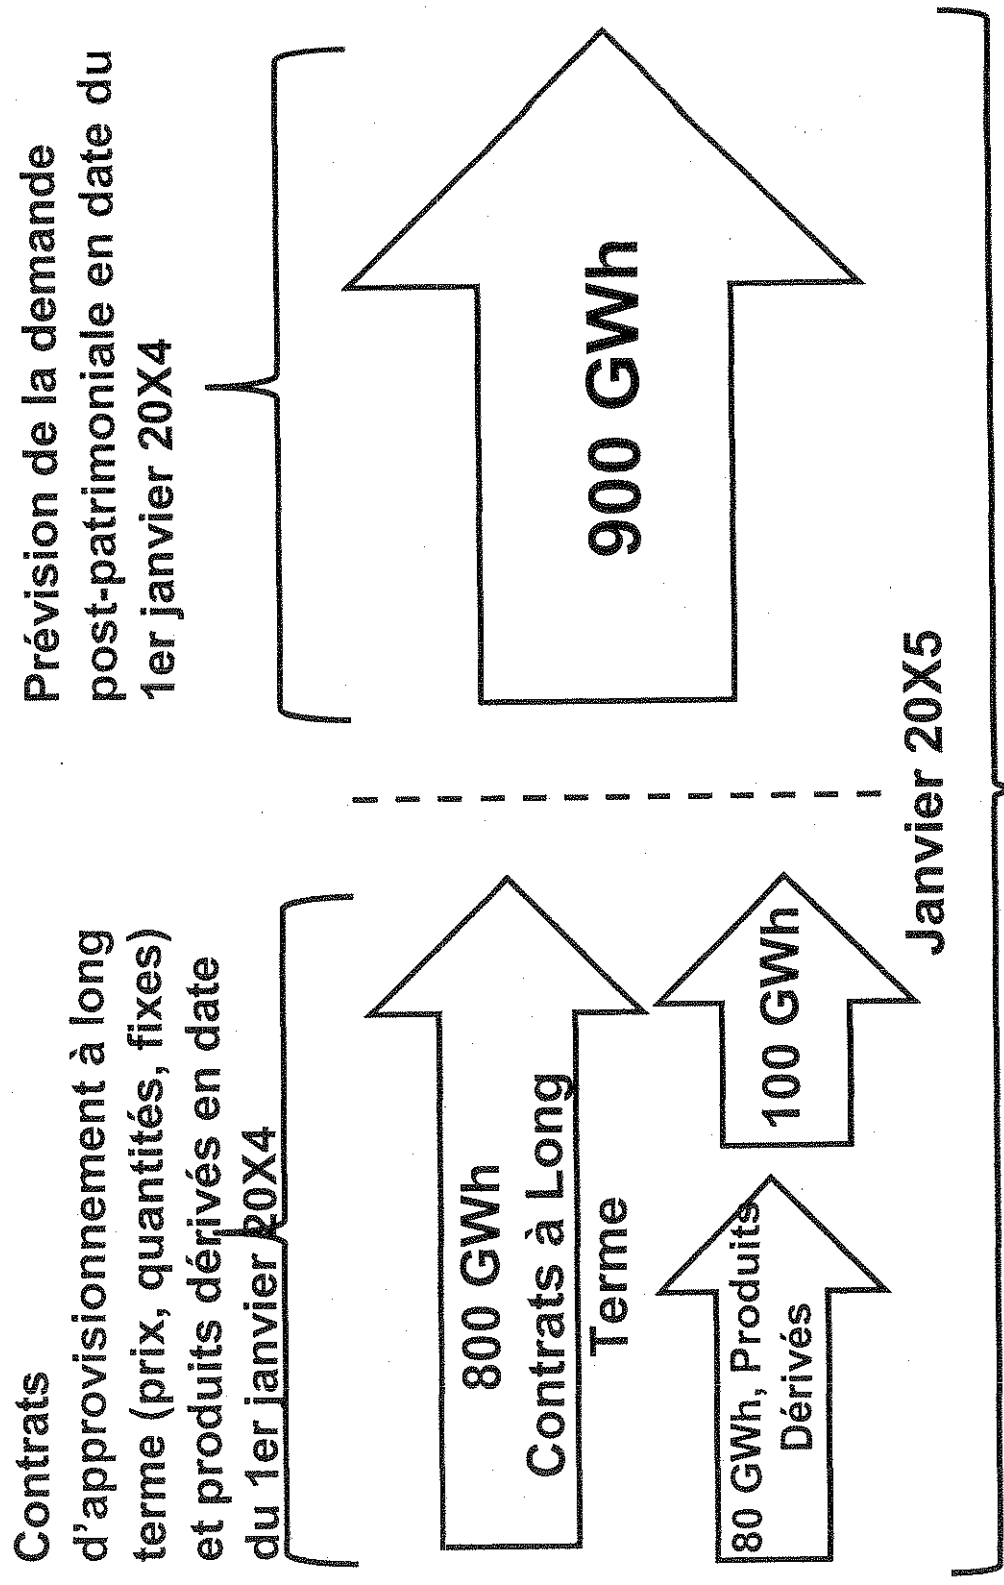 Contrats
d'approvisionnement à long
terme (prix, quantités, fixes)
et produits dérivés en date
du 1er janvier 20X4
Prévision de la demande
post-patrimoniale en date du
1er janvier 20X4
800 GWh
Contrats à Long
Terme
80 GWh, Produits
Dérivés
100 GWh
900 GWh
Janvier 20X5